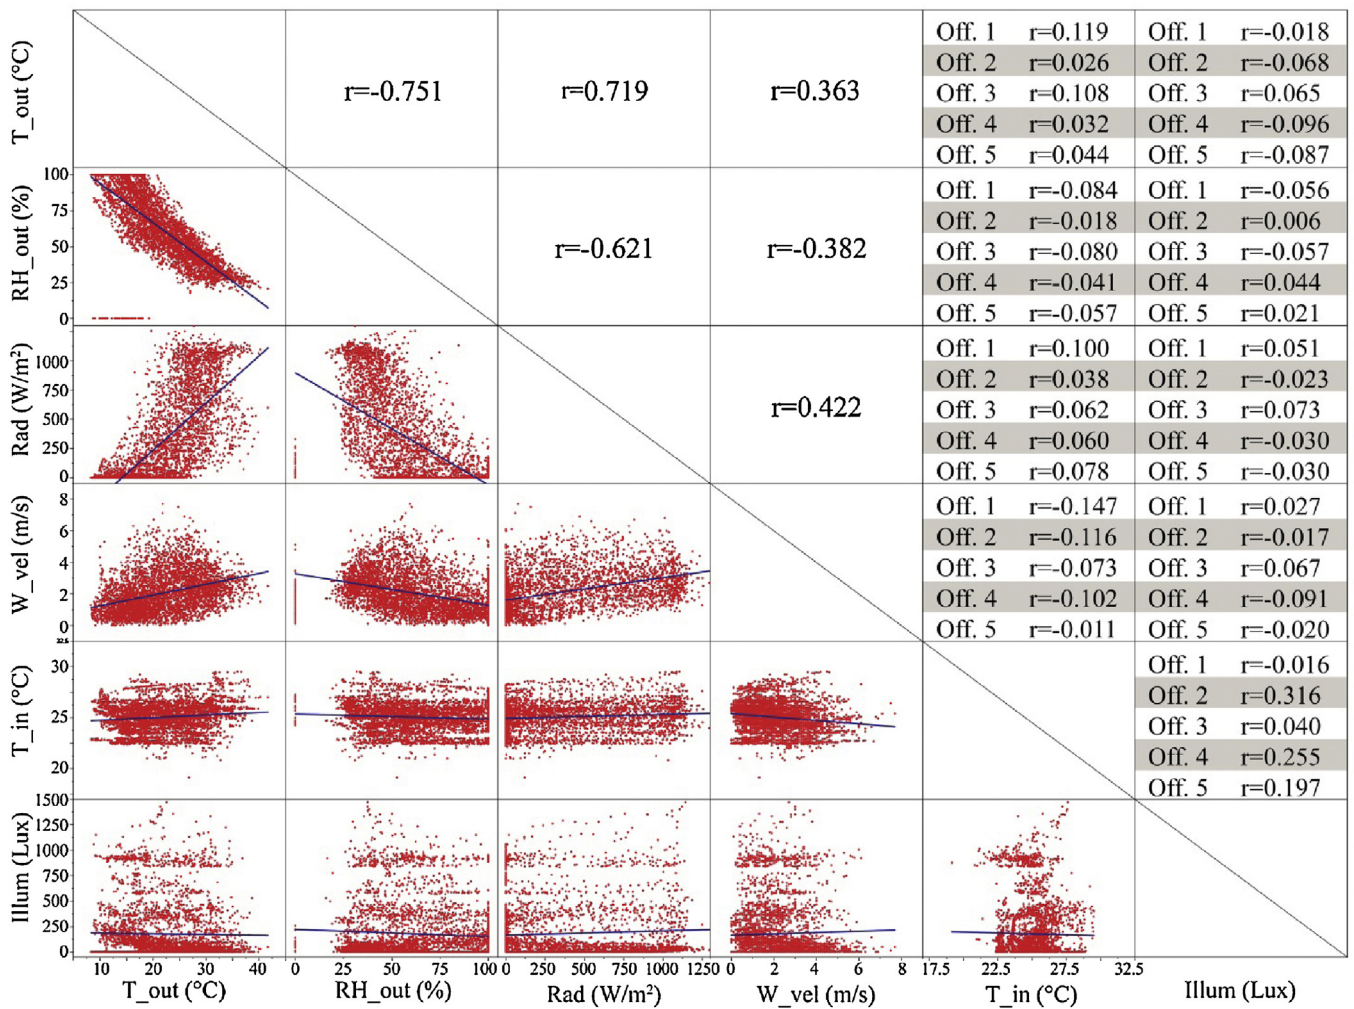 T_out (°C)
r=-0.751
r=0.719
r=0.363
Off. 1 r=0.119
Off. 2 r=0.026
Off. 3 r=0.108
Off. 4 r=0.032
Off. 5 r=0.044
Off. 1 r=-0.018
Off. 2 r=-0.068
Off. 3 r=0.065
Off. 4 r=-0.096
Off. 5 r=-0.087
RH_out (%)
100
75
50
25
0
r=-0.621
r=-0.382
Off. 1 r=-0.084
Off. 2 r=-0.018
Off. 3 r=-0.080
Off. 4 r=-0.041
Off. 5 r=-0.057
Off. 1 r=-0.056
Off. 2 r=0.006
Off. 3 r=-0.057
Off. 4 r=0.044
Off. 5 r=0.021
Rad (W/m²)
1000
750
500
250
0
r=0.422
Off. 1 r=0.100
Off. 2 r=0.038
Off. 3 r=0.062
Off. 4 r=0.060
Off. 5 r=0.078
Off. 1 r=0.051
Off. 2 r=-0.023
Off. 3 r=0.073
Off. 4 r=-0.030
Off. 5 r=-0.030
W_vel (m/s)
8
6
4
2
0
Off. 1 r=-0.147
Off. 2 r=-0.116
Off. 3 r=-0.073
Off. 4 r=-0.102
Off. 5 r=-0.011
Off. 1 r=0.027
Off. 2 r=-0.017
Off. 3 r=0.067
Off. 4 r=-0.091
Off. 5 r=-0.020
T_in (°C)
32.5
30
25
20
Off. 1 r=-0.016
Off. 2 r=0.316
Off. 3 r=0.040
Off. 4 r=0.255
Off. 5 r=0.197
Illum (Lux)
1500
1250
1000
750
500
250
0
10 20 30 40
0 25 50 75 100
0 250 500 750 1000 1250
0 2 4 6 8
17.5 22.5 27.5 32.5
T_out (°C)
RH_out (%)
Rad (W/m²)
W_vel (m/s)
T_in (°C)
Illum (Lux)